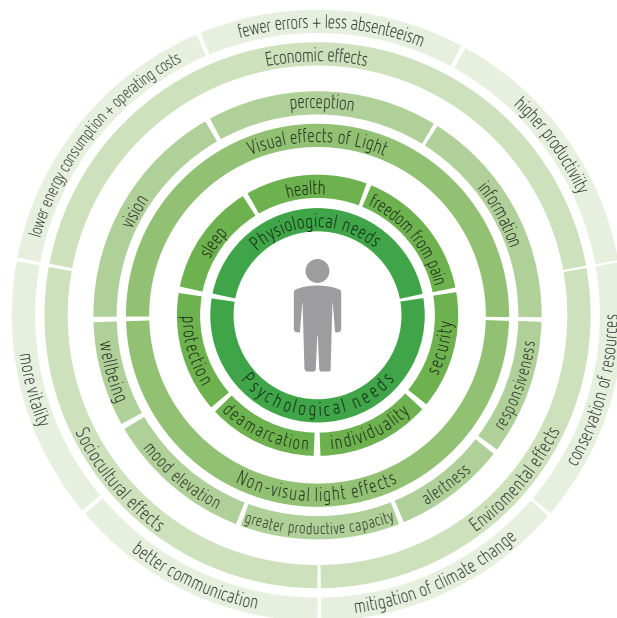 fewer errors + less absenteeism
lower energy consumption + operating costs
higher productiviity
Economic effects
perception
vision
information
Visual effects of Light
health
sleep
freedom from pain
Physiological needs
protection
security
Psychological needs
deamarcation
individuality
wellbeing
responsiveness
Non-visual light effects
mood elevation
alertness
greater productive capacity
more vitality
conservation of resources
Sociocultural effects
Enviromental effects
better communication
mitigation of climate change